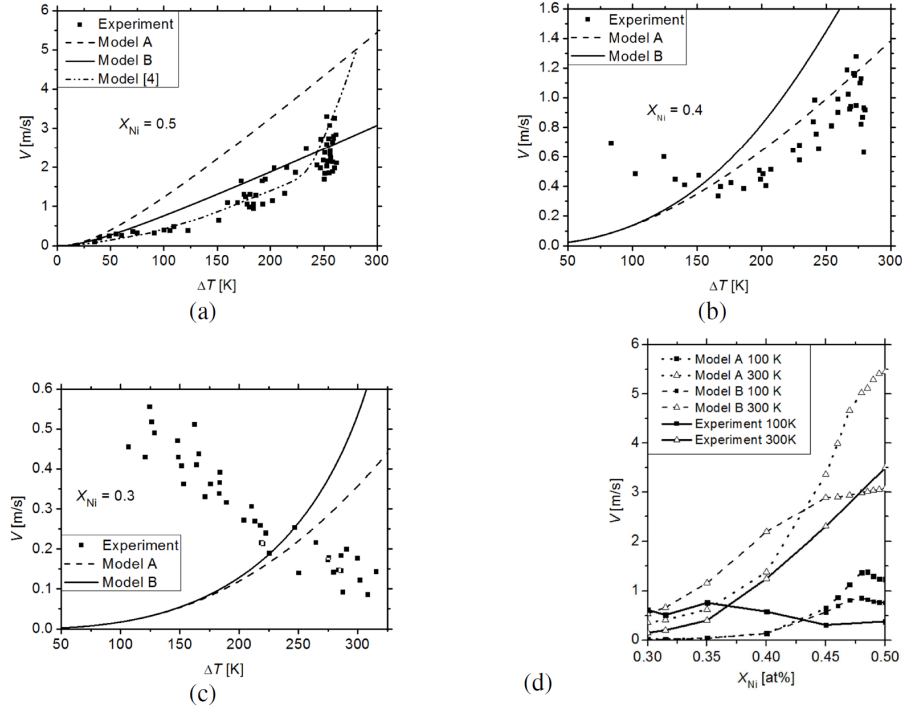 (a)
6
5
4
3
2
1
0
V [m/s]
Experiment
Model A
Model B
Model [4]
X_Ni = 0.5
0 50 100 150 200 250 300
ΔT [K]
(a)
1.6
1.4
1.2
1.0
0.8
0.6
0.4
0.2
0.0
V [m/s]
Experiment
Model A
Model B
X_Ni = 0.4
50 100 150 200 250 300
ΔT [K]
(b)
0.6
0.5
0.4
0.3
0.2
0.1
0.0
V [m/s]
X_Ni = 0.3
Experiment
Model A
Model B
50 100 150 200 250 300
ΔT [K]
(c)
6
5
4
3
2
1
0
V [m/s]
Model A 100 K
Model A 300 K
Model B 100 K
Model B 300 K
Experiment 100K
Experiment 300K
0.30 0.35 0.40 0.45 0.50
X_Ni [at%]
(d)